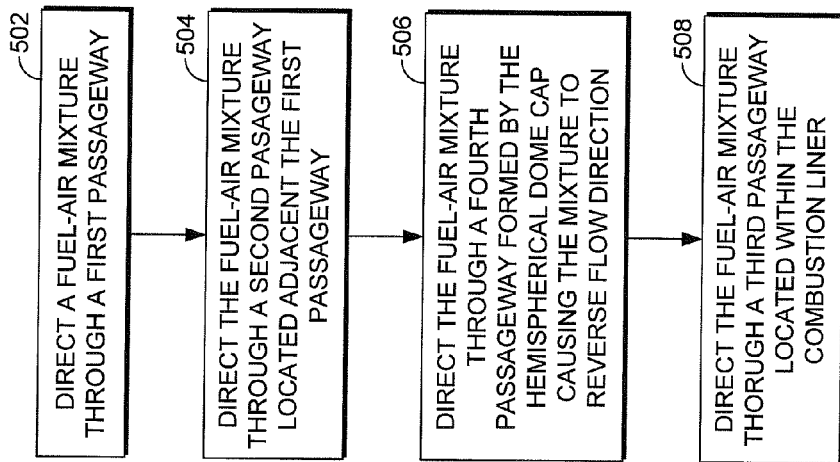 502
DIRECT A FUEL-AIR MIXTURE
THROUGH A FIRST PASSAGEWAY
504
DIRECT THE FUEL-AIR MIXTURE
THROUGH A SECOND PASAGEWAY
LOCATED ADJACENT THE FIRST
PASSAGEWAY
506
DIRECT THE FUEL-AIR MIXTURE
THROUGH A FOURTH
PASSAGEWAY FORMED BY THE
HEMISPHERICAL DOME CAP
CAUSING THE MIXTURE TO
REVERSE FLOW DIRECTION
508
DIRECT THE FUEL-AIR MIXTURE
THORUGH A THIRD PASSAGEWAY
LOCATED WITHIN THE
COMBUSTION LINER